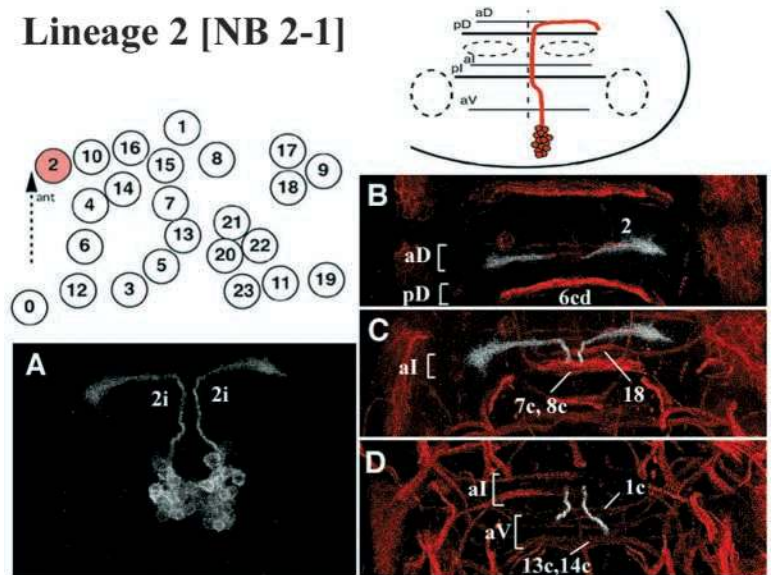 Lineage 2 [NB 2-1]
aD
pD
aI
pI
aV
1
2
10
16
15
8
17
9
18
14
4
7
ant
21
13
6
22
20
5
12
3
11
19
23
0
A
2i
2i
B
2
aD
pD
6cd
C
aI
7c, 8c
18
D
aI
1c
aV
13c,14c